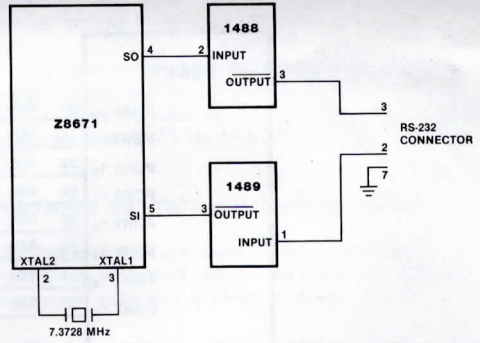 1488
SO 4 2 INPUT
OUTPUT 3
3
Z8671
RS-232
CONNECTOR
2
7
1489
SI 5 3 OUTPUT
INPUT 1
XTAL2 XTAL1
2 3
7.3728 MHz